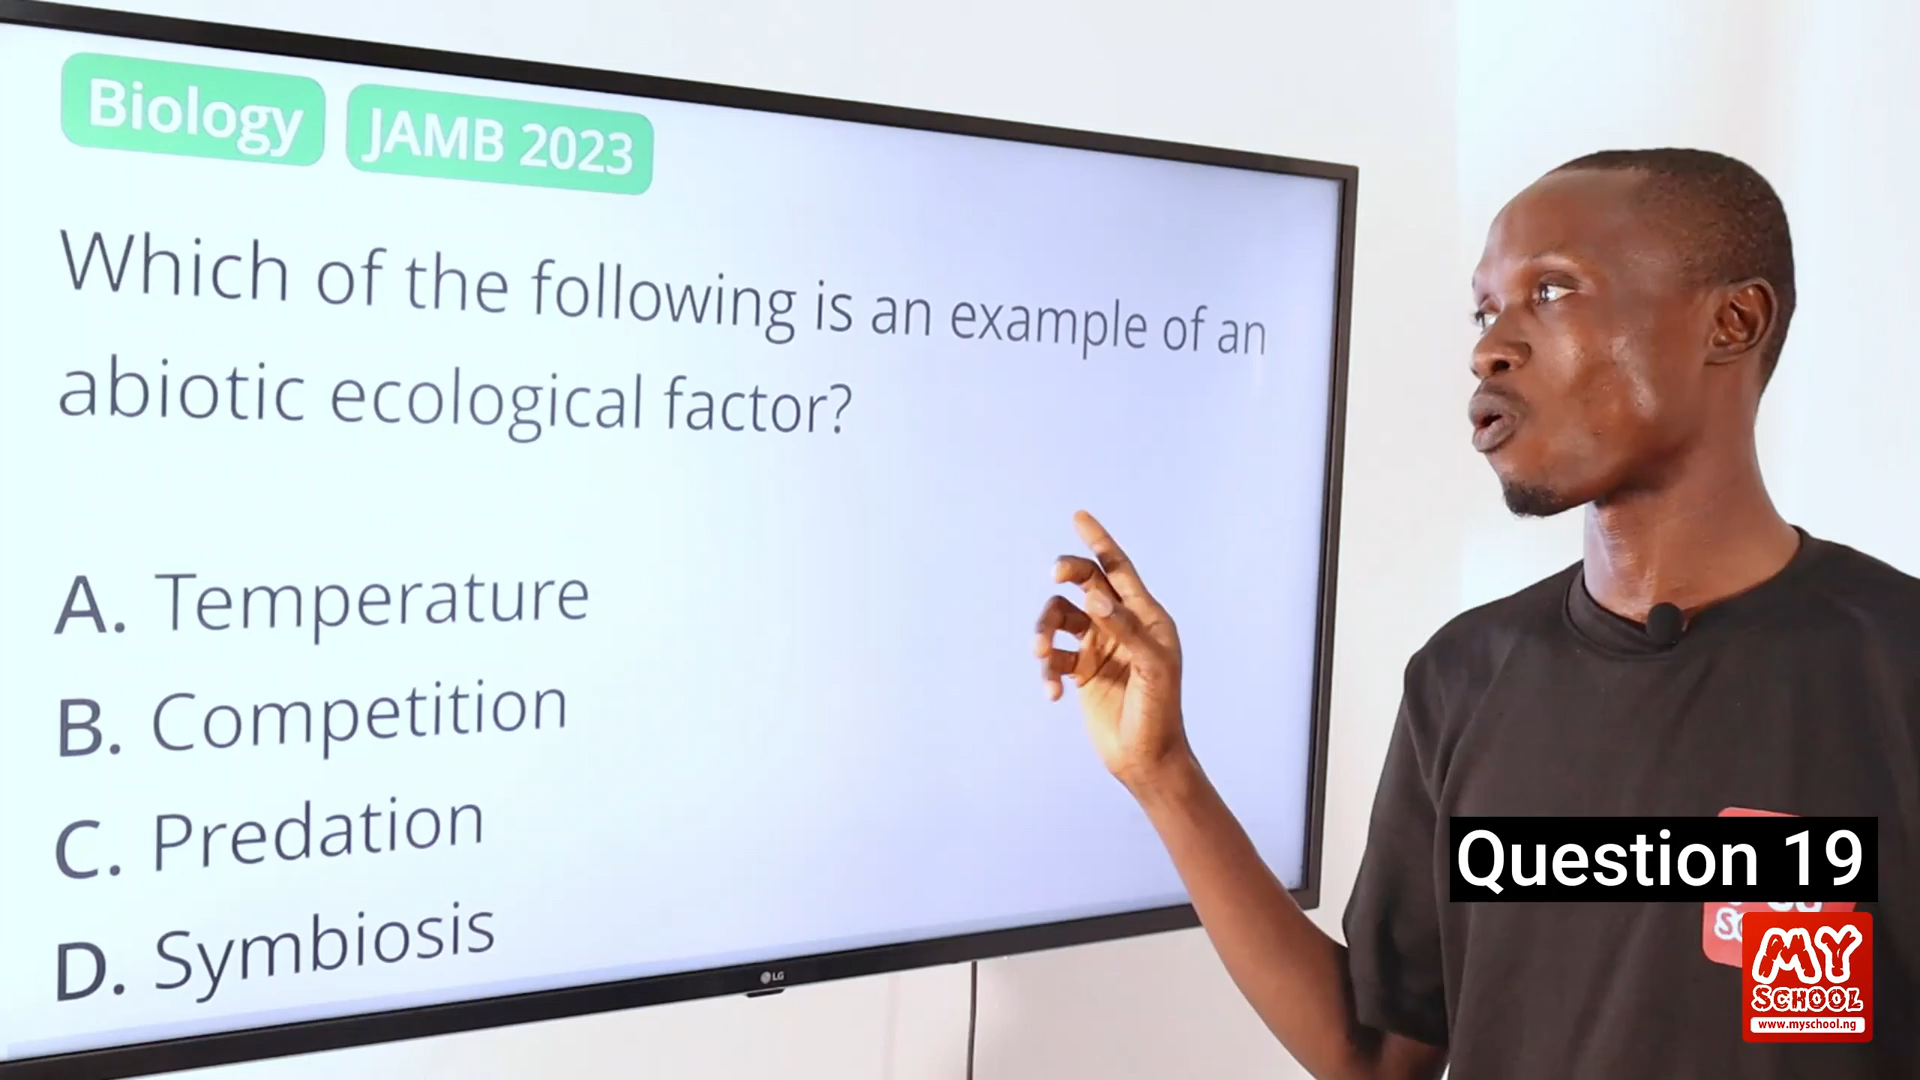 Biology
JAMB 2023
Which of the following is an example of an
abiotic ecological factor?
A. Temperature
B. Competition
C. Predation
D. Symbiosis
LG
Question 19
MY
SCHOOL
www.myschool.ng